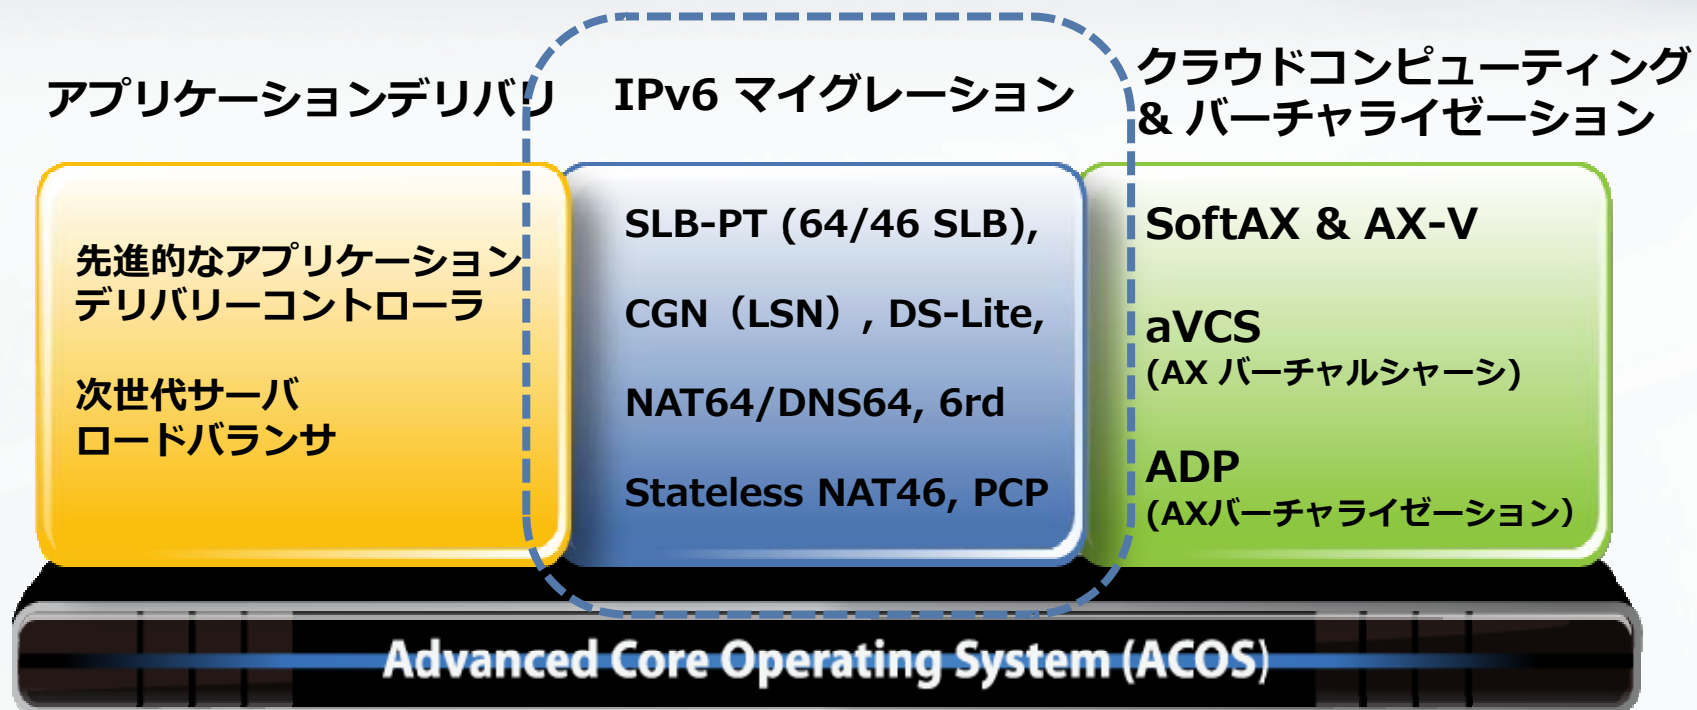 アプリケーションデリバリ
IPv6 マイグレーション
クラウドコンピューティング
& バーチャライゼーション
先進的なアプリケーション
デリバリーコントローラ
次世代サーバ
ロードバランサ
SLB-PT (64/46 SLB),
CGN（LSN）, DS-Lite,
NAT64/DNS64, 6rd
Stateless NAT46, PCP
SoftAX & AX-V
aVCS
(AX バーチャルシャーシ)
ADP
(AXバーチャライゼーション）
Advanced Core Operating System (ACOS)